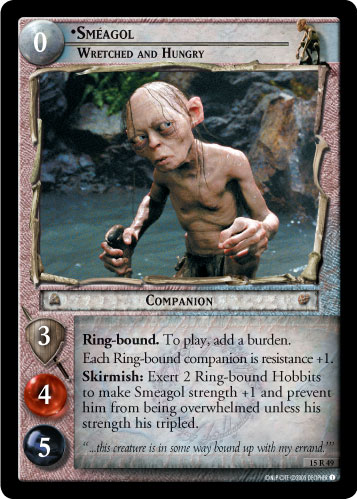 0
•Sméagol
Wretched and Hungry
Companion
3
Ring-bound. To play, add a burden.
Each Ring-bound companion is resistance +1.
Skirmish: Exert 2 Ring-bound Hobbits
to make Smeagol strength +1 and prevent
him from being overwhelmed unless his
strength his tripled.
4
5
“...this creature is in some way bound up with my errand.”
15 R 49